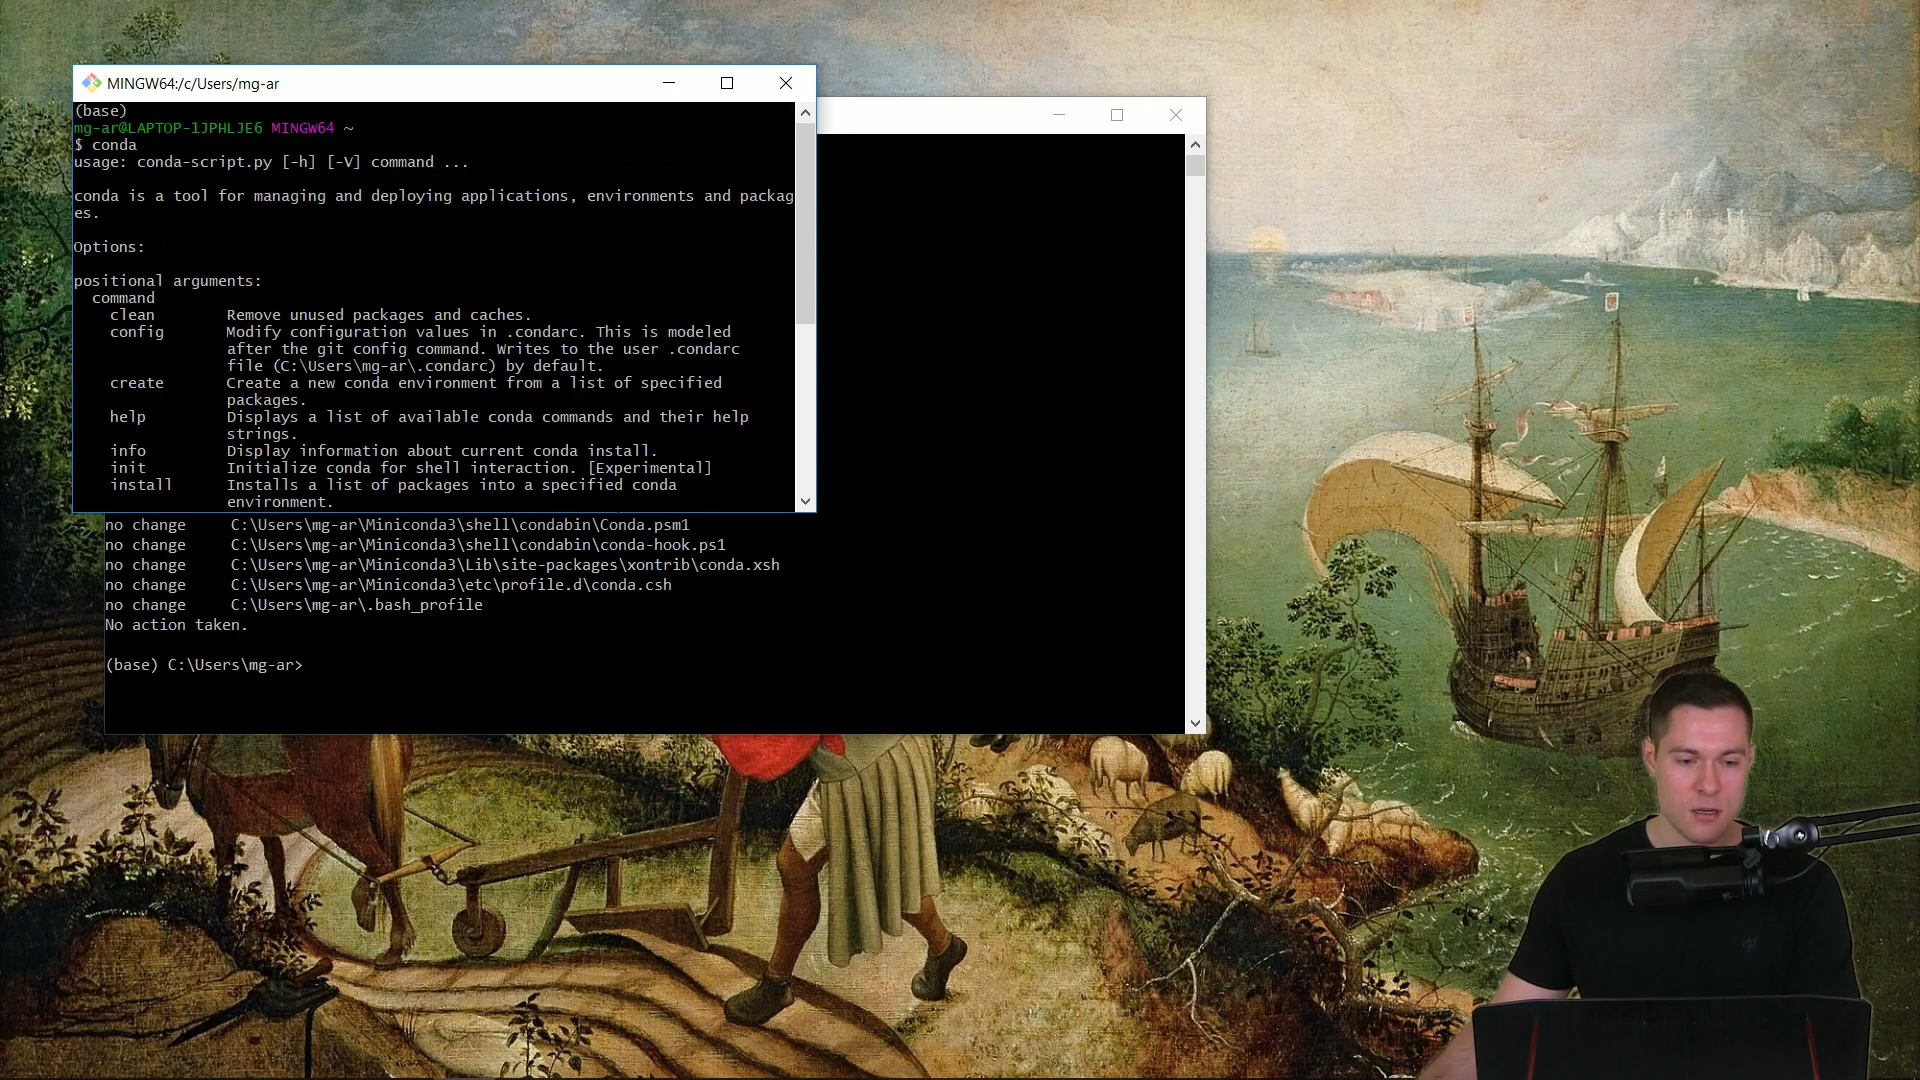 MINGW64:/c/Users/mg-ar
(base)
mg-ar@LAPTOP-1JPHLJE6 MINGW64 ~
$ conda
usage: conda-script.py [-h] [-V] command ...
conda is a tool for managing and deploying applications, environments and packag
es.
Options:
positional arguments:
command
clean Remove unused packages and caches.
config Modify configuration values in .condarc. This is modeled
after the git config command. Writes to the user .condarc
file (C:\Users\mg-ar\.condarc) by default.
create Create a new conda environment from a list of specified
packages.
help Displays a list of available conda commands and their help
strings.
info Display information about current conda install.
init Initialize conda for shell interaction. [Experimental]
install Installs a list of packages into a specified conda
environment.
no change C:\Users\mg-ar\Miniconda3\shell\condabin\Conda.psm1
no change C:\Users\mg-ar\Miniconda3\shell\condabin\conda-hook.ps1
no change C:\Users\mg-ar\Miniconda3\Lib\site-packages\xontrib\conda.xsh
no change C:\Users\mg-ar\Miniconda3\etc\profile.d\conda.csh
no change C:\Users\mg-ar\.bash_profile
No action taken.
(base) C:\Users\mg-ar>